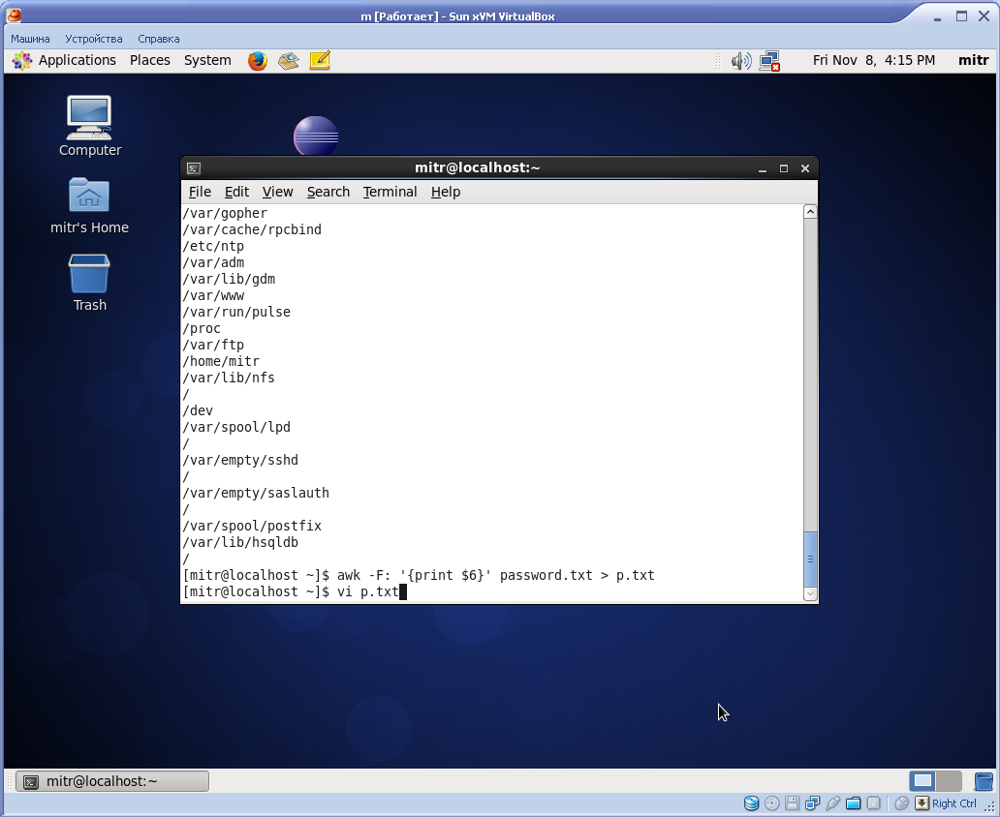 m [Работает] - Sun xVM VirtualBox
Машина Устройства Справка
Applications Places System Fri Nov 8, 4:15 PM mitr
Computer
mitr's Home
Trash
mitr@localhost:~
File Edit View Search Terminal Help
/var/gopher
/var/cache/rpcbind
/etc/ntp
/var/adm
/var/lib/gdm
/var/www
/var/run/pulse
/proc
/var/ftp
/home/mitr
/var/lib/nfs
/
/dev
/var/spool/lpd
/
/var/empty/sshd
/
/var/empty/saslauth
/
/var/spool/postfix
/var/lib/hsqldb
/
[mitr@localhost ~]$ awk -F: '{print $6}' password.txt > p.txt
[mitr@localhost ~]$ vi p.txt
mitr@localhost:~
Right Ctrl